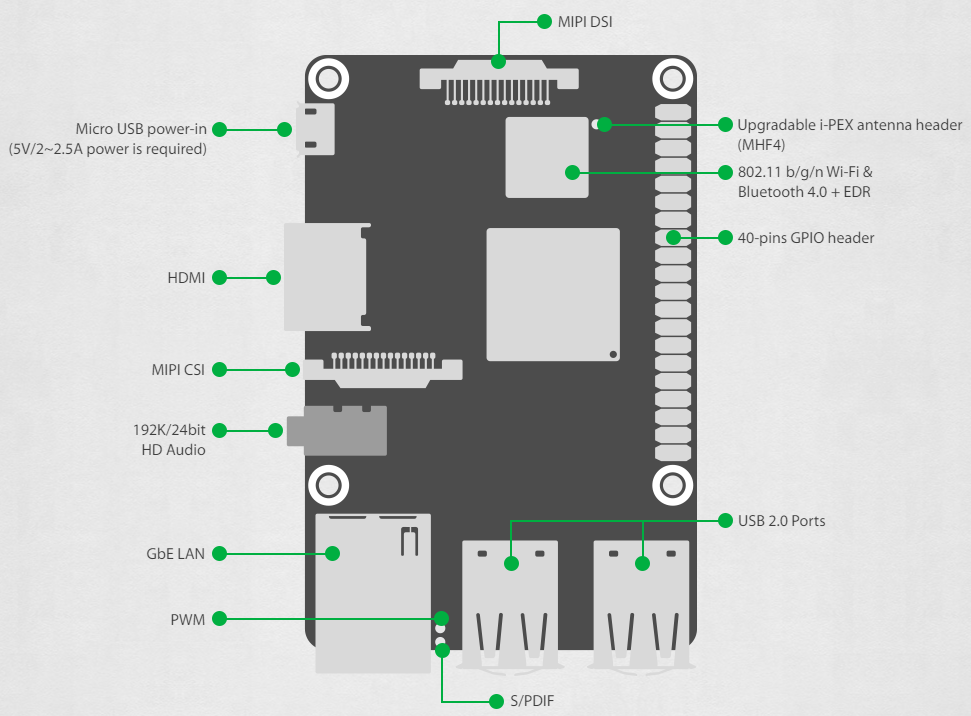 MIPI DSI
Micro USB power-in
(5V/2~2.5A power is required)
Upgradable i-PEX antenna header
(MHF4)
802.11 b/g/n Wi-Fi &
Bluetooth 4.0 + EDR
40-pins GPIO header
HDMI
MIPI CSI
192K/24bit
HD Audio
USB 2.0 Ports
GbE LAN
PWM
S/PDIF